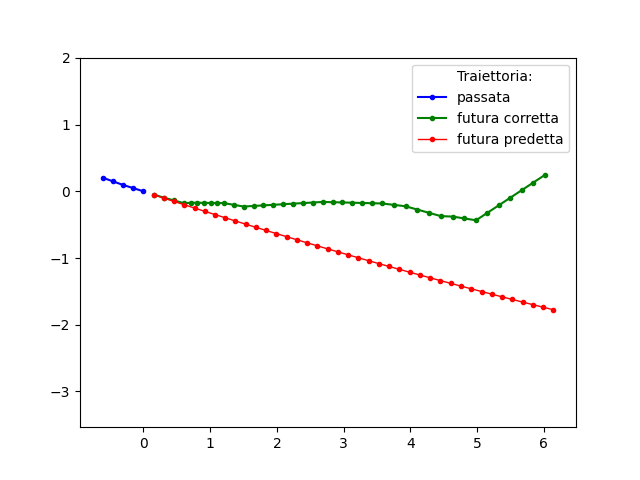 2
1
0
−1
−2
−3
0 1 2 3 4 5 6
Traiettoria:
passata
futura corretta
futura predetta